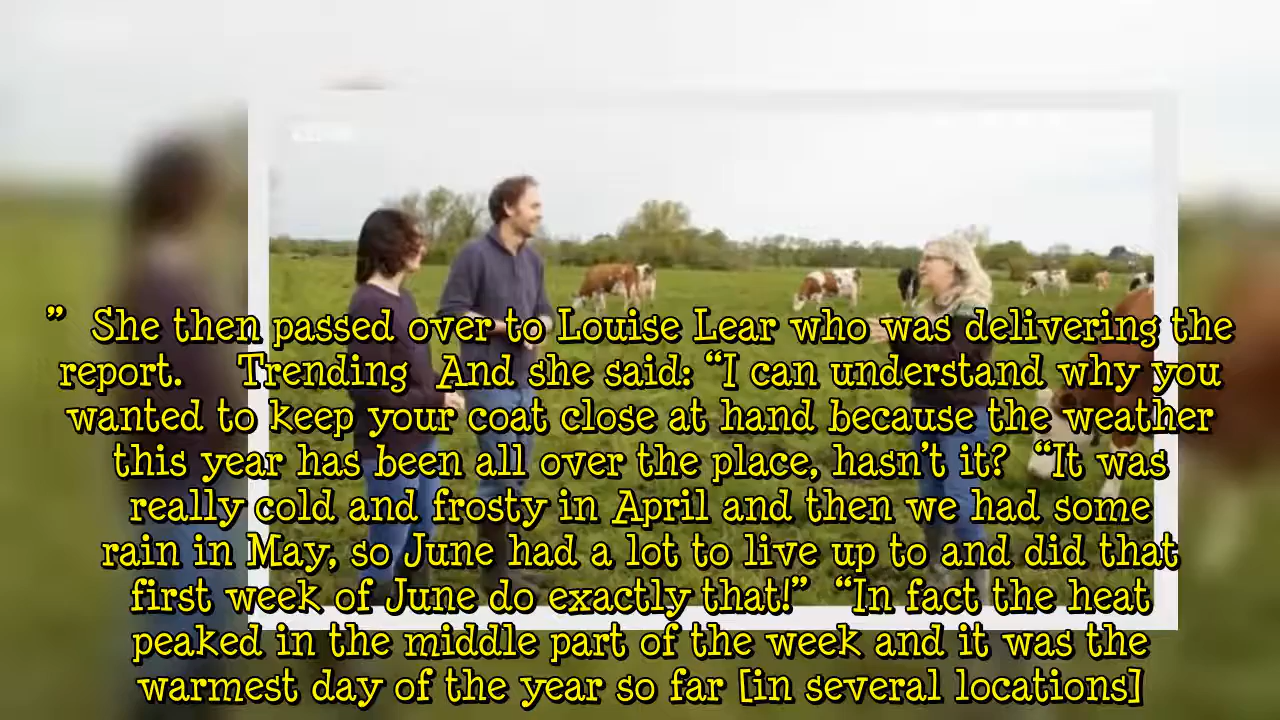 ” She then passed over to Louise Lear who was delivering the
report. Trending And she said: “I can understand why you
wanted to keep your coat close at hand because the weather
this year has been all over the place, hasn’t it? “It was
really cold and frosty in April and then we had some
rain in May, so June had a lot to live up to and did that
first week of June do exactly that!” “In fact the heat
peaked in the middle part of the week and it was the
warmest day of the year so far [in several locations]